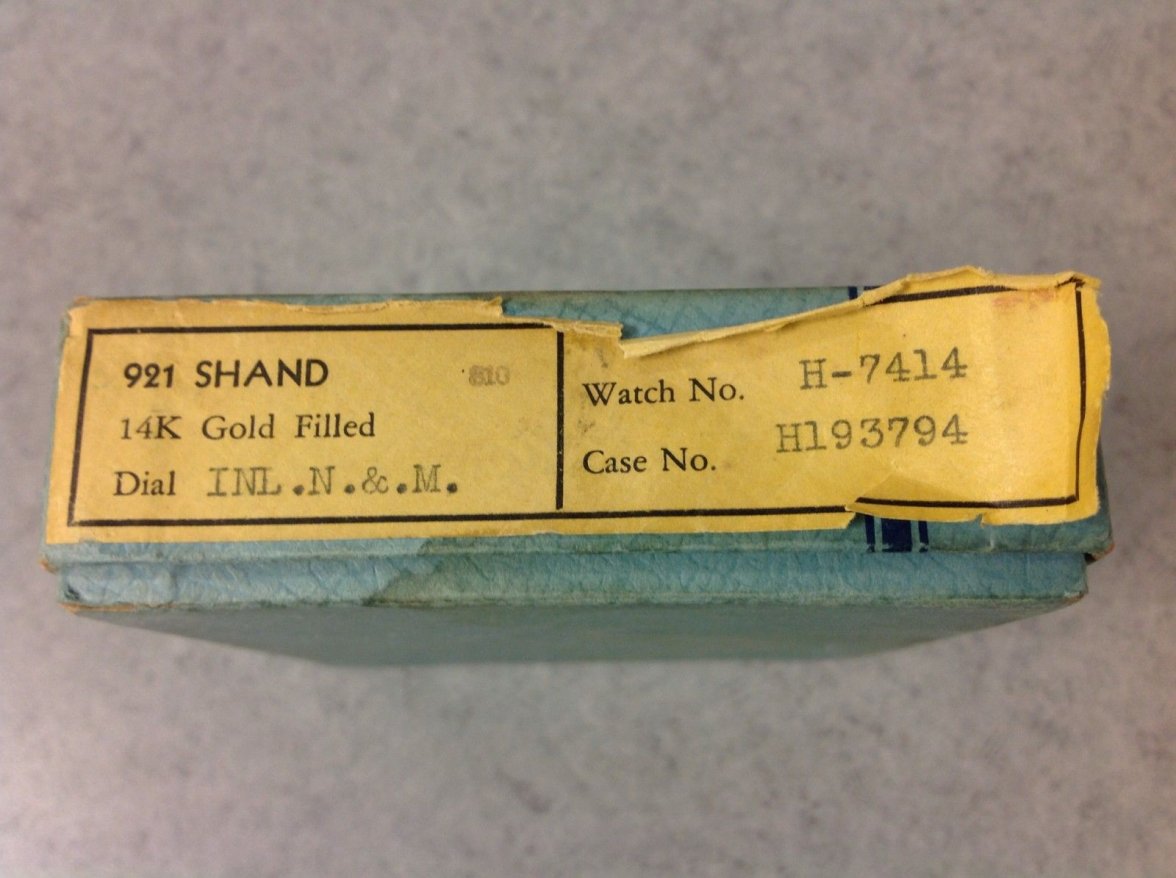 921 SHAND 810
14K Gold Filled
Dial INL.N.&.M.
Watch No. H-7414
Case No. H193794